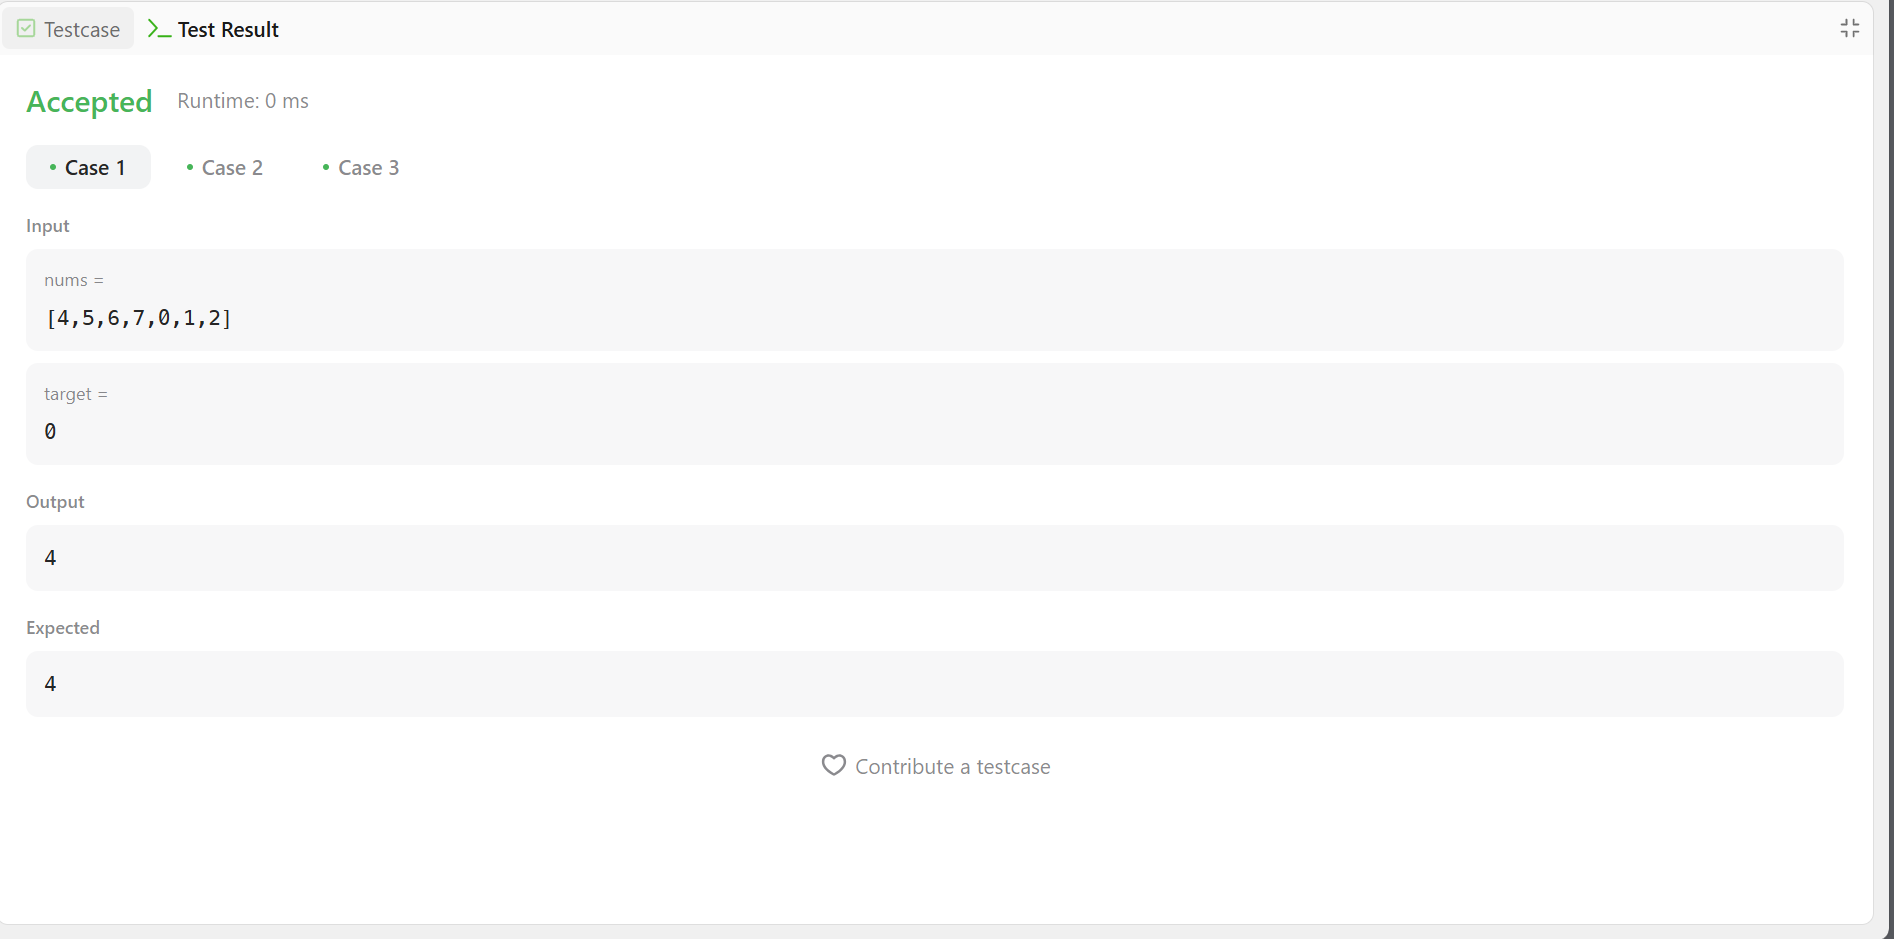 Testcase
Test Result
Accepted Runtime: 0 ms
Case 1 Case 2 Case 3
Input
nums =
[4,5,6,7,0,1,2]
target =
0
Output
4
Expected
4
Contribute a testcase